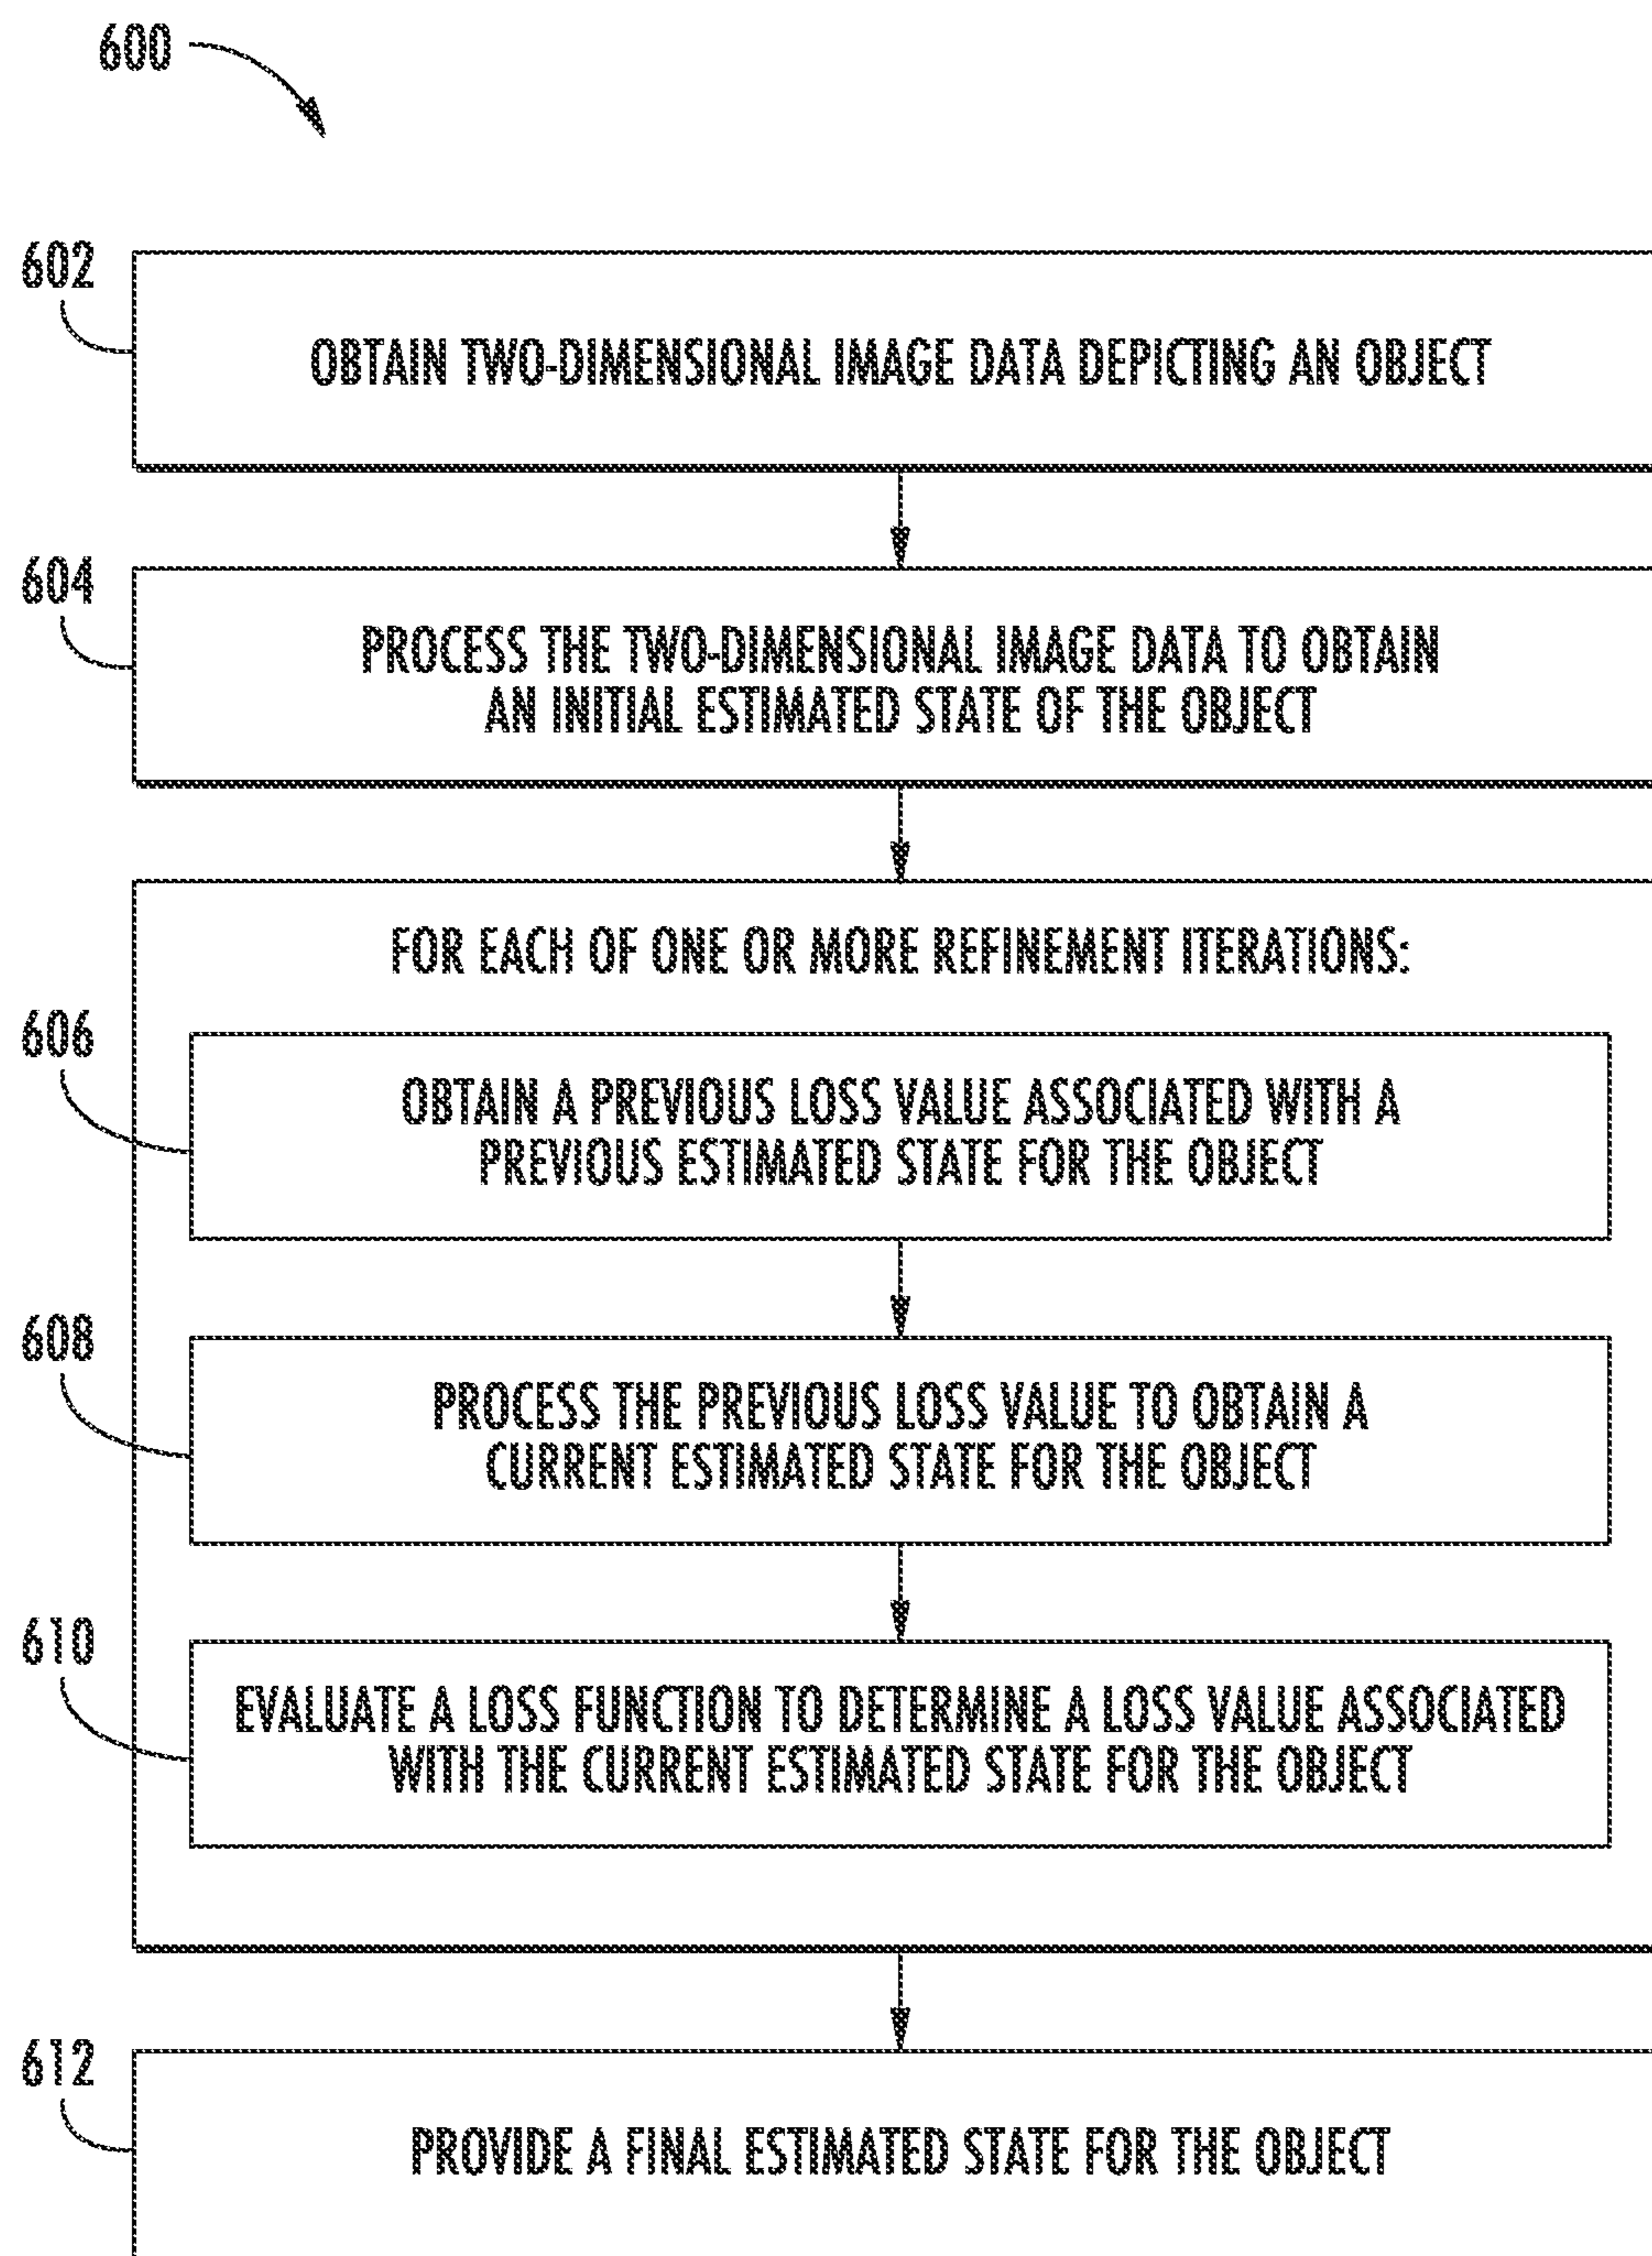 600
602
OBTAIN TWO-DIMENSIONAL IMAGE DATA DEPICTING AN OBJECT
604
PROCESS THE TWO-DIMENSIONAL IMAGE DATA TO OBTAIN
AN INITIAL ESTIMATED STATE OF THE OBJECT
FOR EACH OF ONE OR MORE REFINEMENT ITERATIONS:
606
OBTAIN A PREVIOUS LOSS VALUE ASSOCIATED WITH A
PREVIOUS ESTIMATED STATE FOR THE OBJECT
608
PROCESS THE PREVIOUS LOSS VALUE TO OBTAIN A
CURRENT ESTIMATED STATE FOR THE OBJECT
610
EVALUATE A LOSS FUNCTION TO DETERMINE A LOSS VALUE ASSOCIATED
WITH THE CURRENT ESTIMATED STATE FOR THE OBJECT
612
PROVIDE A FINAL ESTIMATED STATE FOR THE OBJECT